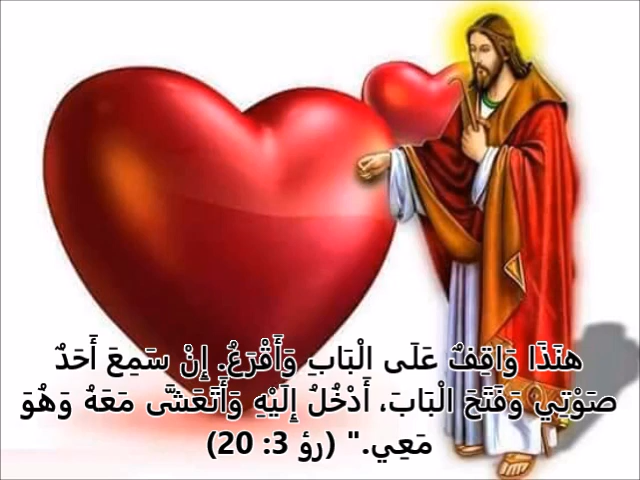 هنَذَا وَاقِفٌ عَلَى الْبَابِ وَأَقْرَعُ. إِنْ سَمِعَ أَحَدٌ
صَوْتِي وَفَتَحَ الْبَابَ، أَدْخُلُ إِلَيْهِ وَأَتَعَشَّى مَعَهُ وَهُوَ
مَعِي." (رؤ 3: 20)